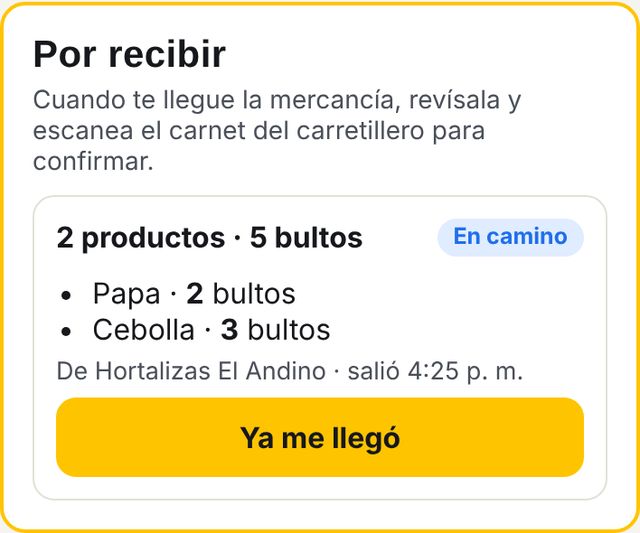 Por recibir
Cuando te llegue la mercancía, revísala y
escanea el carnet del carretillero para
confirmar.
2 productos · 5 bultos
En camino
• Papa · 2 bultos
• Cebolla · 3 bultos
De Hortalizas El Andino · salió 4:25 p. m.
Ya me llegó